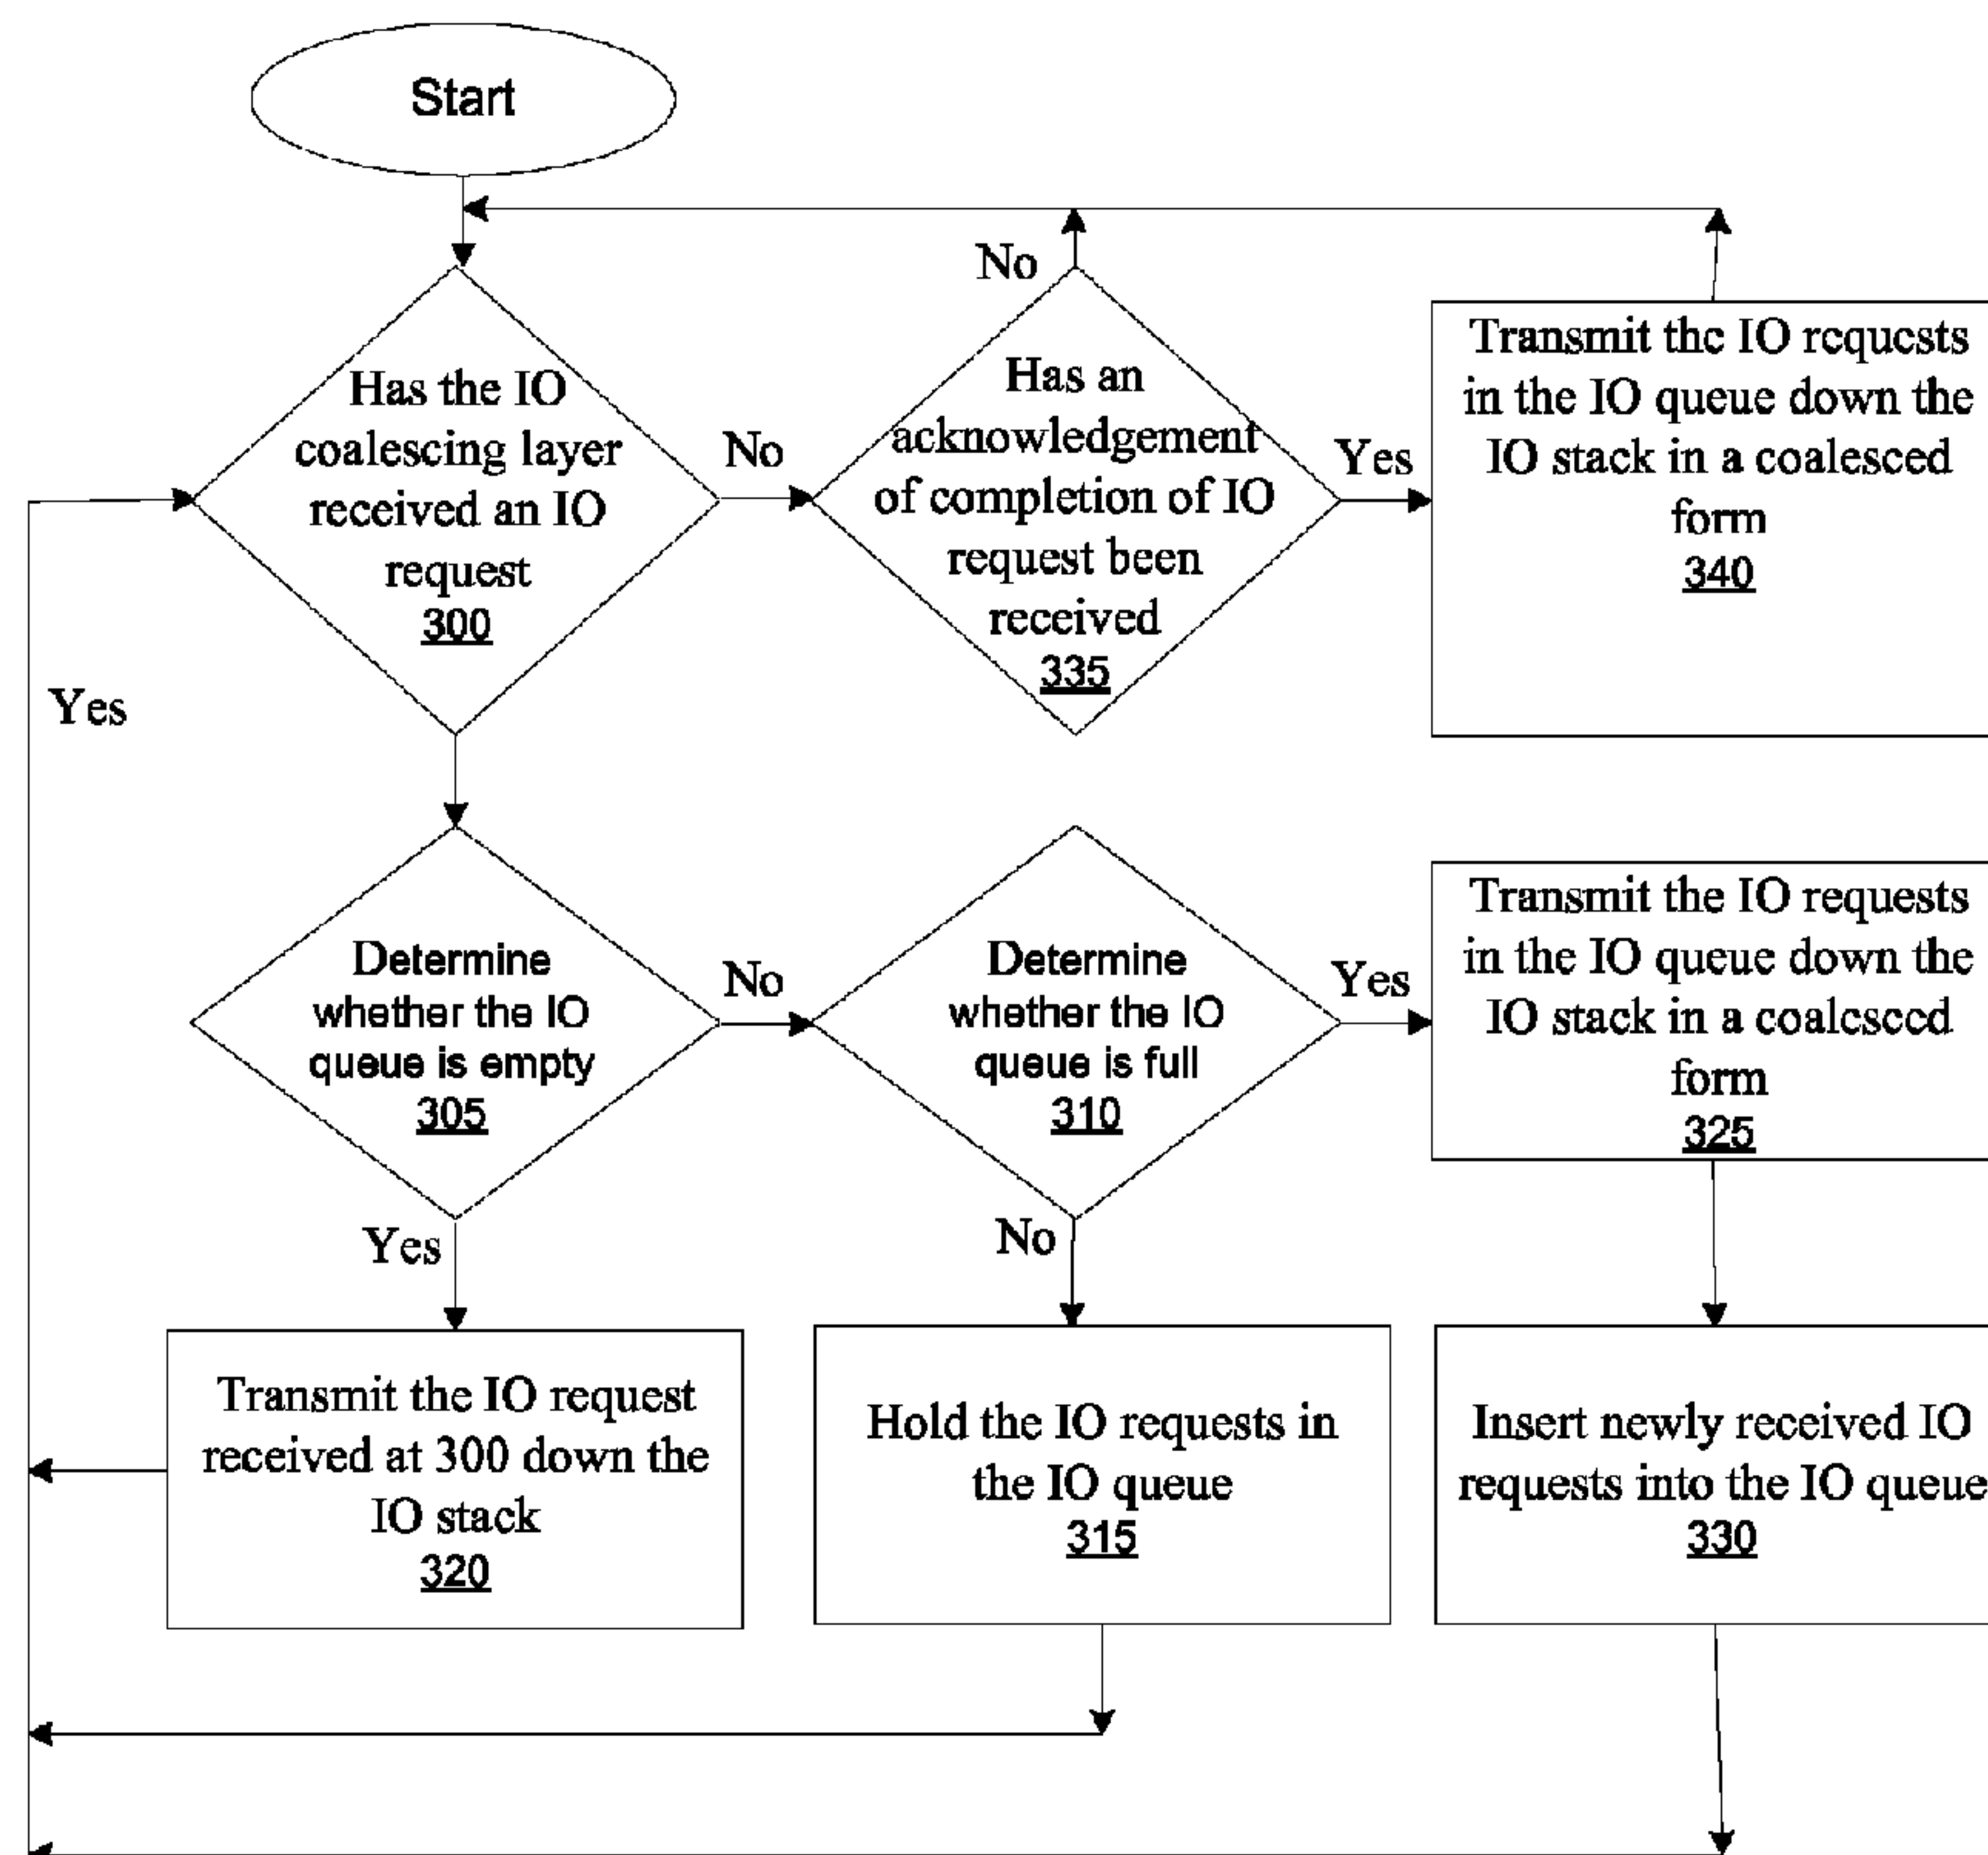 Start
Has the IO
coalescing layer
received an IO
request
300
No
Has an
acknowledgement
of completion of IO
request been
received
335
No
Yes
Transmit the IO requests
in the IO queue down the
IO stack in a coalesced
form
340
Yes
Determine
whether the IO
queue is empty
305
No
Determine
whether the IO
queue is full
310
Yes
Transmit the IO requests
in the IO queue down the
IO stack in a coalesced
form
325
Yes
No
Transmit the IO request
received at 300 down the
IO stack
320
Hold the IO requests in
the IO queue
315
Insert newly received IO
requests into the IO queue
330